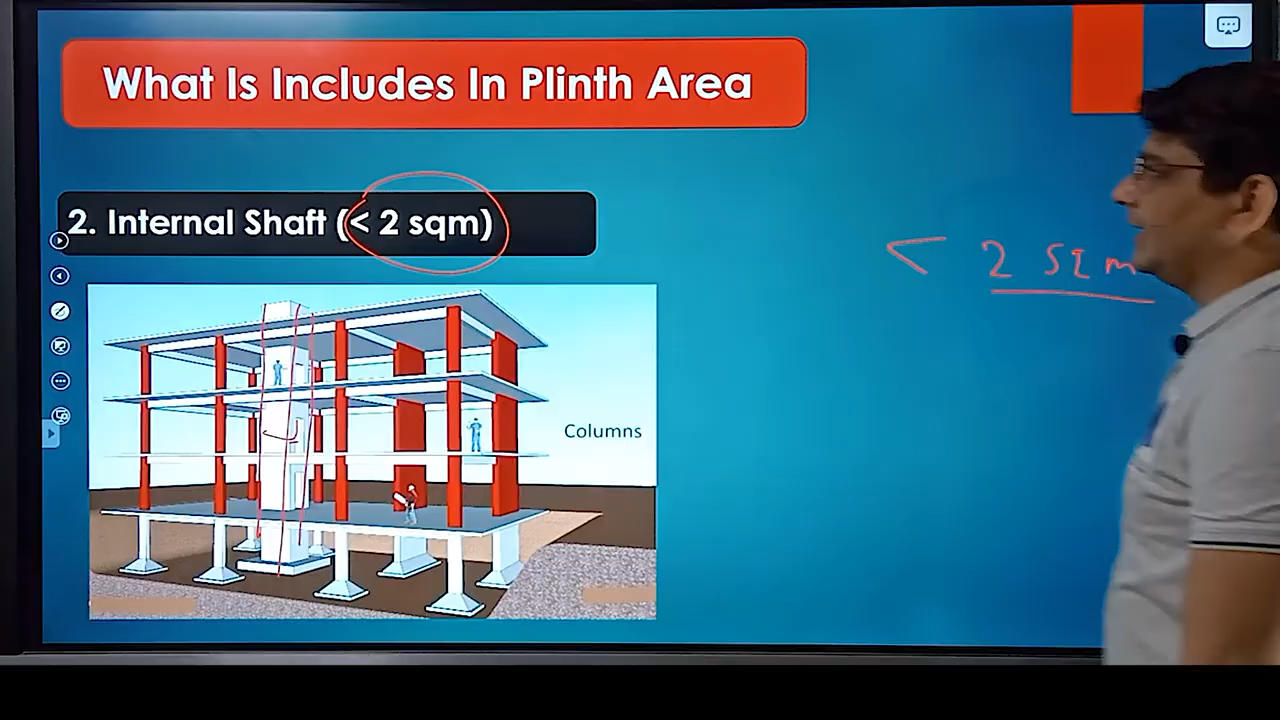 What Is Includes In Plinth Area
2. Internal Shaft (< 2 sqm)
< 2 sqm
Columns